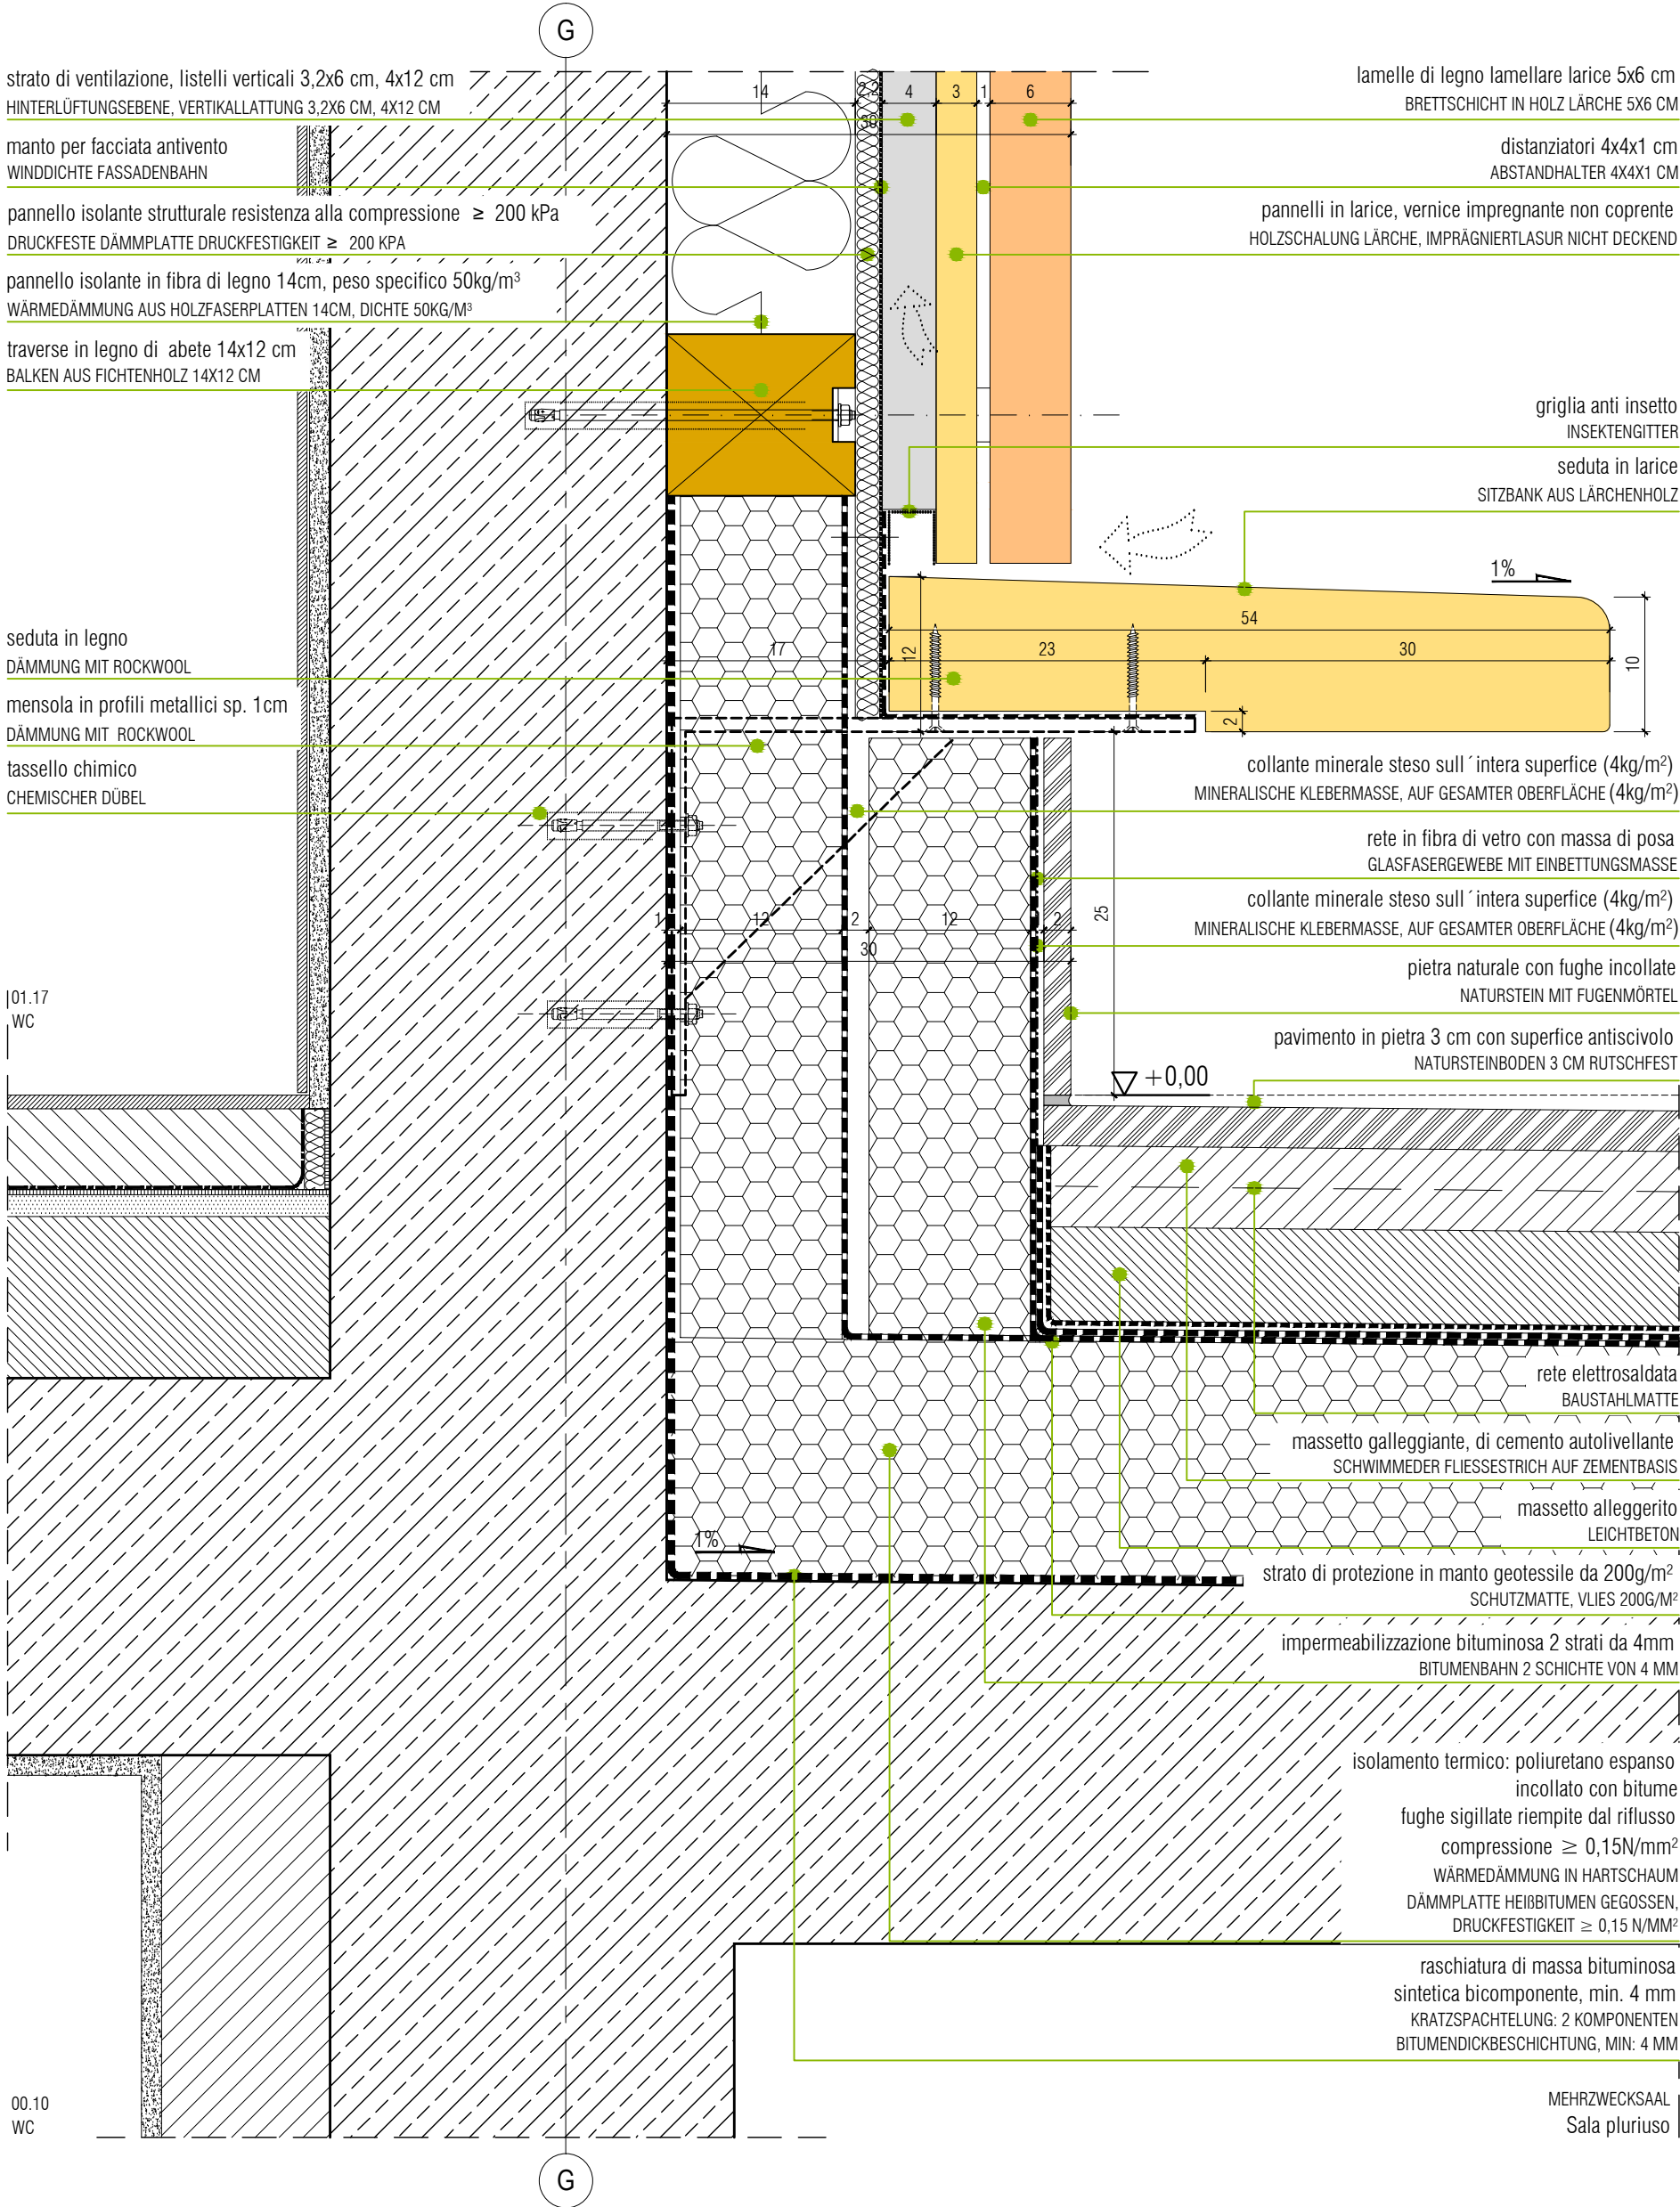 G
strato di ventilazione, listelli verticali 3,2x6 cm, 4x12 cm
HINTERLÜFTUNGSEBENE, VERTIKALLATTUNG 3,2X6 CM, 4X12 CM
manto per facciata antivento
WINDDICHTE FASSADENBAHN
pannello isolante strutturale resistenza alla compressione ≥ 200 kPa
DRUCKFESTE DÄMMPLATTE DRUCKFESTIGKEIT ≥ 200 KPA
pannello isolante in fibra di legno 14cm, peso specifico 50kg/m³
WÄRMEDÄMMUNG AUS HOLZFASERPLATTEN 14CM, DICHTE 50KG/M³
traverse in legno di abete 14x12 cm
BALKEN AUS FICHTENHOLZ 14X12 CM
14
2,2
4
3
1
6
39
lamelle di legno lamellare larice 5x6 cm
BRETTSCHICHT IN HOLZ LÄRCHE 5X6 CM
distanziatori 4x4x1 cm
ABSTANDHALTER 4X4X1 CM
pannelli in larice, vernice impregnante non coprente
HOLZSCHALUNG LÄRCHE, IMPRÄGNIERTLASUR NICHT DECKEND
griglia anti insetto
INSEKTENGITTER
seduta in larice
SITZBANK AUS LÄRCHENHOLZ
1%
54
17
12
23
30
10
2
seduta in legno
DÄMMUNG MIT ROCKWOOL
mensola in profili metallici sp. 1cm
DÄMMUNG MIT ROCKWOOL
tassello chimico
CHEMISCHER DÜBEL
collante minerale steso sull´intera superfice (4kg/m²)
MINERALISCHE KLEBERMASSE, AUF GESAMTER OBERFLÄCHE (4kg/m²)
rete in fibra di vetro con massa di posa
GLASFASERGEWEBE MIT EINBETTUNGSMASSE
collante minerale steso sull´intera superfice (4kg/m²)
MINERALISCHE KLEBERMASSE, AUF GESAMTER OBERFLÄCHE (4kg/m²)
1
12
2
12
2
25
30
pietra naturale con fughe incollate
NATURSTEIN MIT FUGENMÖRTEL
01.17
WC
pavimento in pietra 3 cm con superfice antiscivolo
NATURSTEINBODEN 3 CM RUTSCHFEST
+0,00
rete elettrosaldata
BAUSTAHLMATTE
massetto galleggiante, di cemento autolivellante
SCHWIMMEDER FLIESSESTRICH AUF ZEMENTBASIS
massetto alleggerito
LEICHTBETON
1%
strato di protezione in manto geotessile da 200g/m²
SCHUTZMATTE, VLIES 200G/M²
impermeabilizzazione bituminosa 2 strati da 4mm
BITUMENBAHN 2 SCHICHTE VON 4 MM
isolamento termico: poliuretano espanso
incollato con bitume
fughe sigillate riempite dal riflusso
compressione ≥ 0,15N/mm²
WÄRMEDÄMMUNG IN HARTSCHAUM
DÄMMPLATTE HEIßBITUMEN GEGOSSEN,
DRUCKFESTIGKEIT ≥ 0,15 N/MM²
raschiatura di massa bituminosa
sintetica bicomponente, min. 4 mm
KRATZSPACHTELUNG: 2 KOMPONENTEN
BITUMENDICKBESCHICHTUNG, MIN: 4 MM
00.10
WC
MEHRZWECKSAAL
Sala pluriuso
G